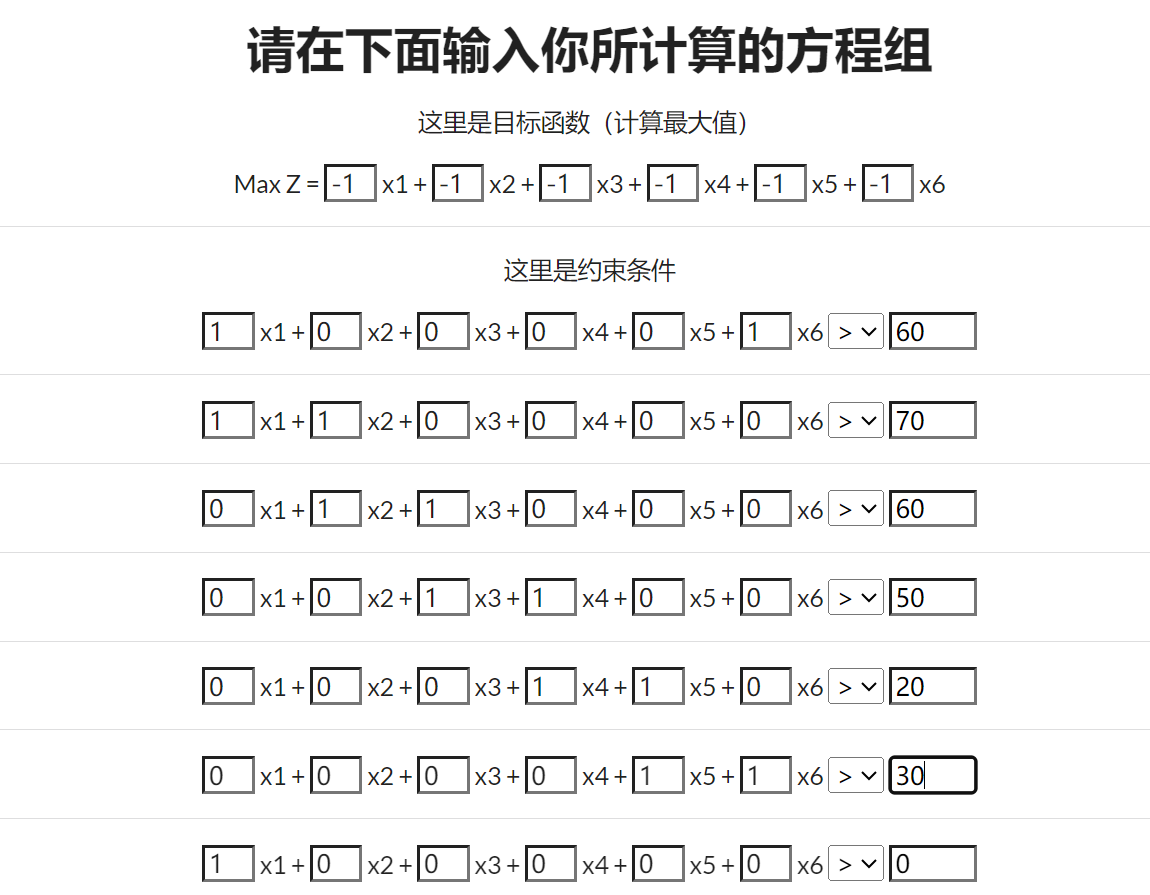 请在下面输入你所计算的方程组
这里是目标函数（计算最大值）
Max Z = -1 x1 + -1 x2 + -1 x3 + -1 x4 + -1 x5 + -1 x6
这里是约束条件
1 x1 + 0 x2 + 0 x3 + 0 x4 + 0 x5 + 1 x6 > 60
1 x1 + 1 x2 + 0 x3 + 0 x4 + 0 x5 + 0 x6 > 70
0 x1 + 1 x2 + 1 x3 + 0 x4 + 0 x5 + 0 x6 > 60
0 x1 + 0 x2 + 1 x3 + 1 x4 + 0 x5 + 0 x6 > 50
0 x1 + 0 x2 + 0 x3 + 1 x4 + 1 x5 + 0 x6 > 20
0 x1 + 0 x2 + 0 x3 + 0 x4 + 1 x5 + 1 x6 > 30
1 x1 + 0 x2 + 0 x3 + 0 x4 + 0 x5 + 0 x6 > 0